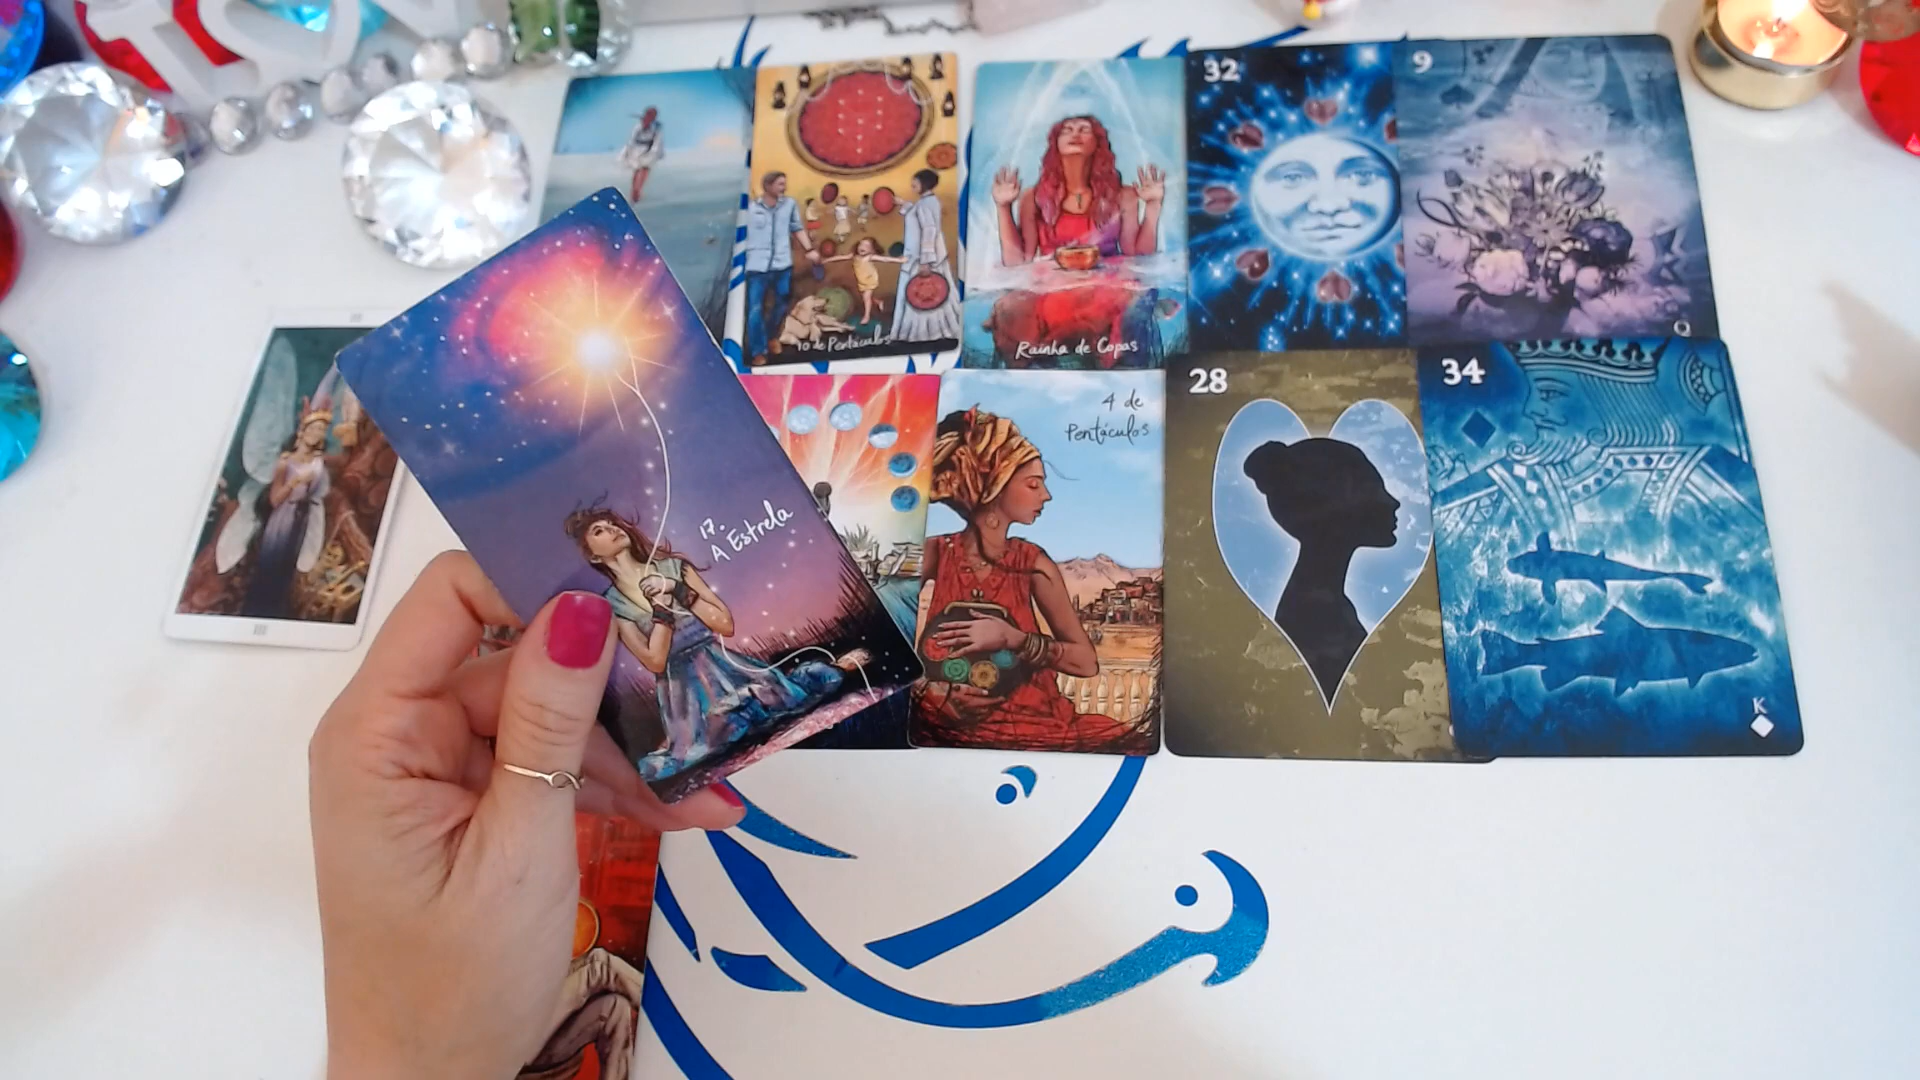 32
9
10 de Pentáculos
Rainha de Copas
Q
17.
A Estrela
4 de
Pentáculos
28
34
K